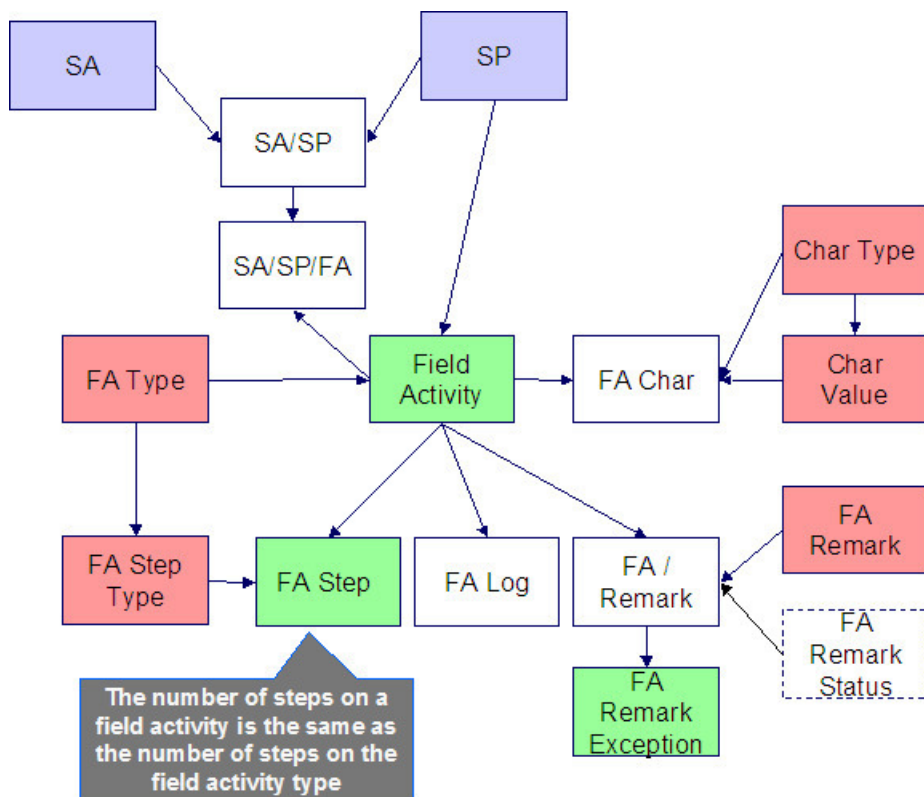 SA
SP
SA/SP
SA/SP/FA
Char Type
FA Type
Field
Activity
FA Char
Char
Value
FA Step
Type
FA Step
FA Log
FA /
Remark
FA
Remark
FA
Remark
Status
FA
Remark
Exception
The number of steps on a
field activity is the same as
the number of steps on the
field activity type